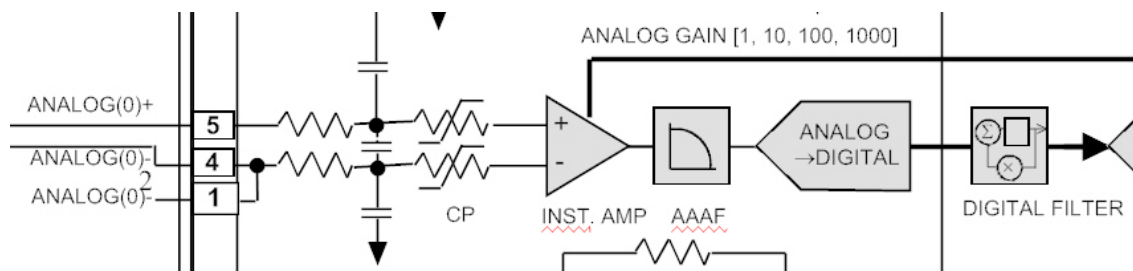 ANALOG GAIN [1, 10, 100, 1000]
ANALOG(0)+
5
+
ANALOG
→DIGITAL
ANALOG(0)-
4
-
2
ANALOG(0)-
1
CP
INST. AMP
AAAF
DIGITAL FILTER
Σ
×